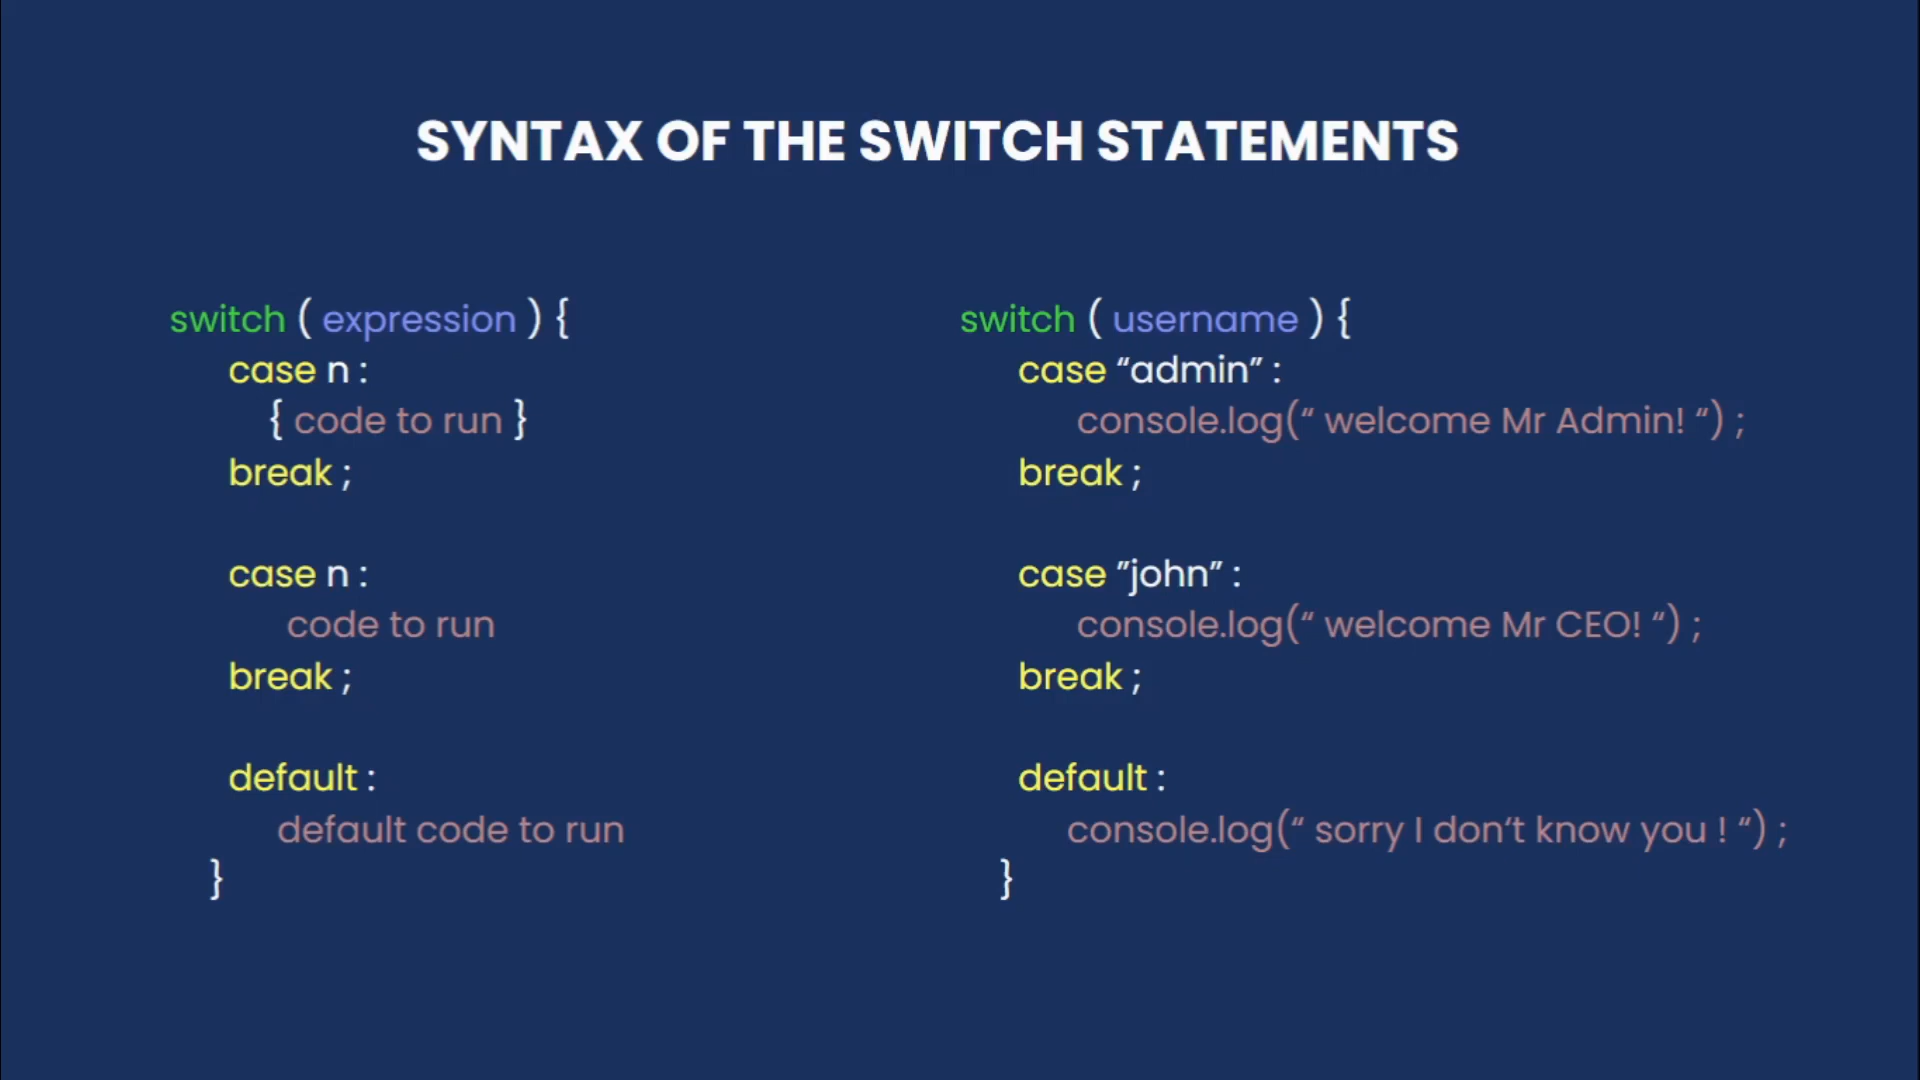 SYNTAX OF THE SWITCH STATEMENTS
switch ( expression ) {
case n :
{ code to run }
break ;
case n :
code to run
break ;
default :
default code to run
}
switch ( username ) {
case “admin” :
console.log(“ welcome Mr Admin! “) ;
break ;
case ”john” :
console.log(“ welcome Mr CEO! “) ;
break ;
default :
console.log(“ sorry I don‘t know you ! “) ;
}